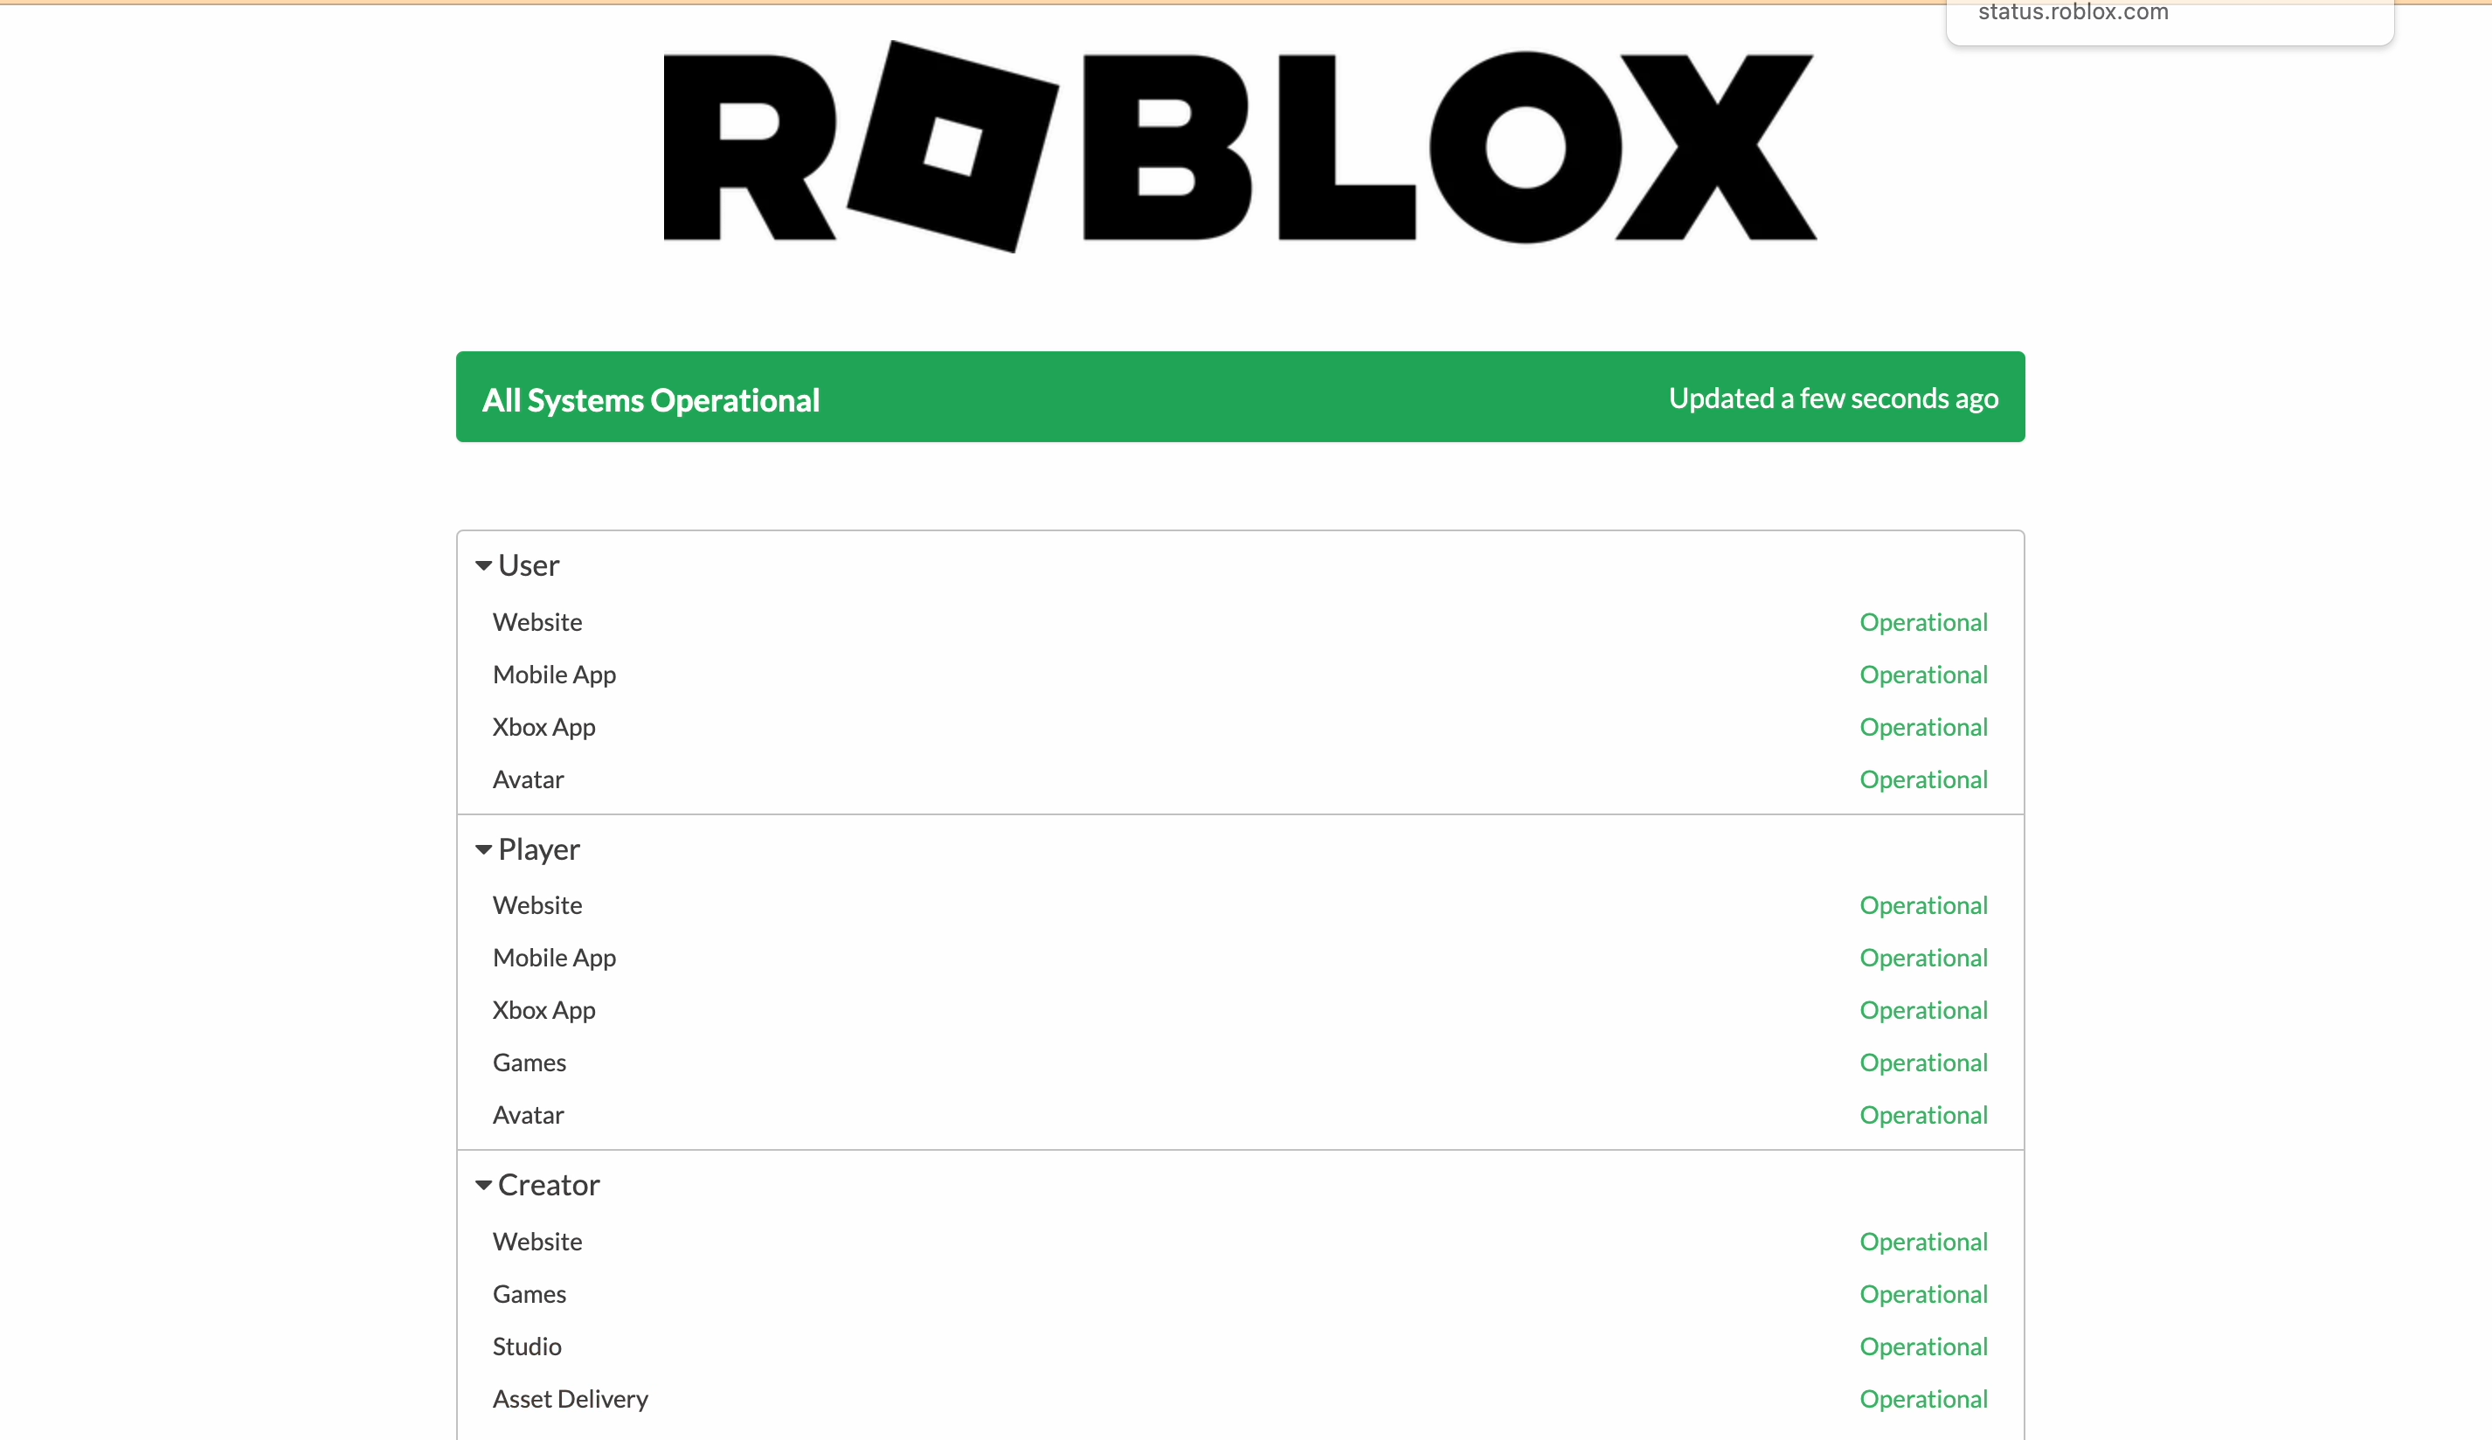 status.roblox.com
ROBLOX
All Systems Operational Updated a few seconds ago
User
Website Operational
Mobile App Operational
Xbox App Operational
Avatar Operational
Player
Website Operational
Mobile App Operational
Xbox App Operational
Games Operational
Avatar Operational
Creator
Website Operational
Games Operational
Studio Operational
Asset Delivery Operational